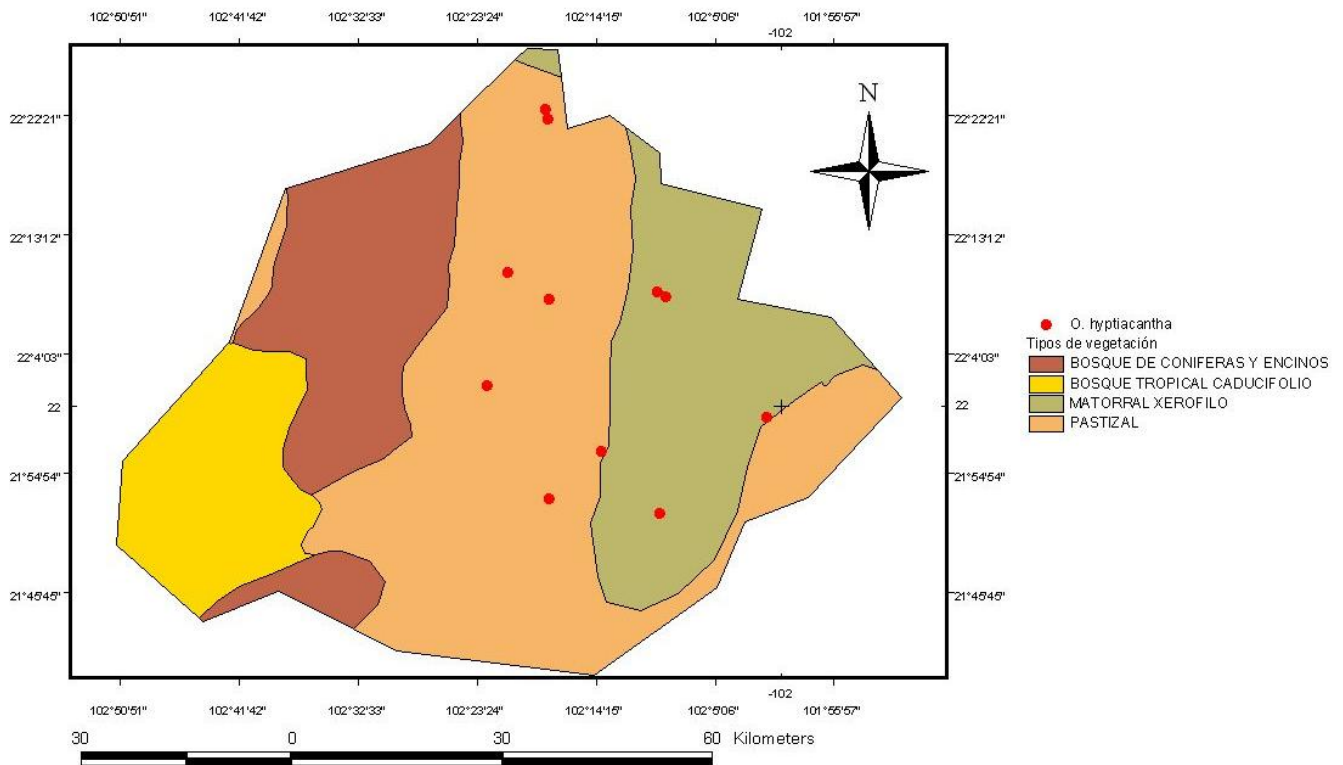 102°50'51" 102°41'42" 102°32'33" 102°23'24" 102°14'15" 102°5'06" 101°55'57"
-102
N
22°22'21" 22°22'21"
22°13'12" 22°13'12"
22°4'03" 22°4'03"
22 22
21°54'54" 21°54'54"
21°45'45" 21°45'45"
O. hyptiacantha
Tipos de vegetación
BOSQUE DE CONIFERAS Y ENCINOS
BOSQUE TROPICAL CADUCIFOLIO
MATORRAL XEROFILO
PASTIZAL
-102
102°50'51" 102°41'42" 102°32'33" 102°23'24" 102°14'15" 102°5'06" 101°55'57"
30 0 30 60 Kilometers